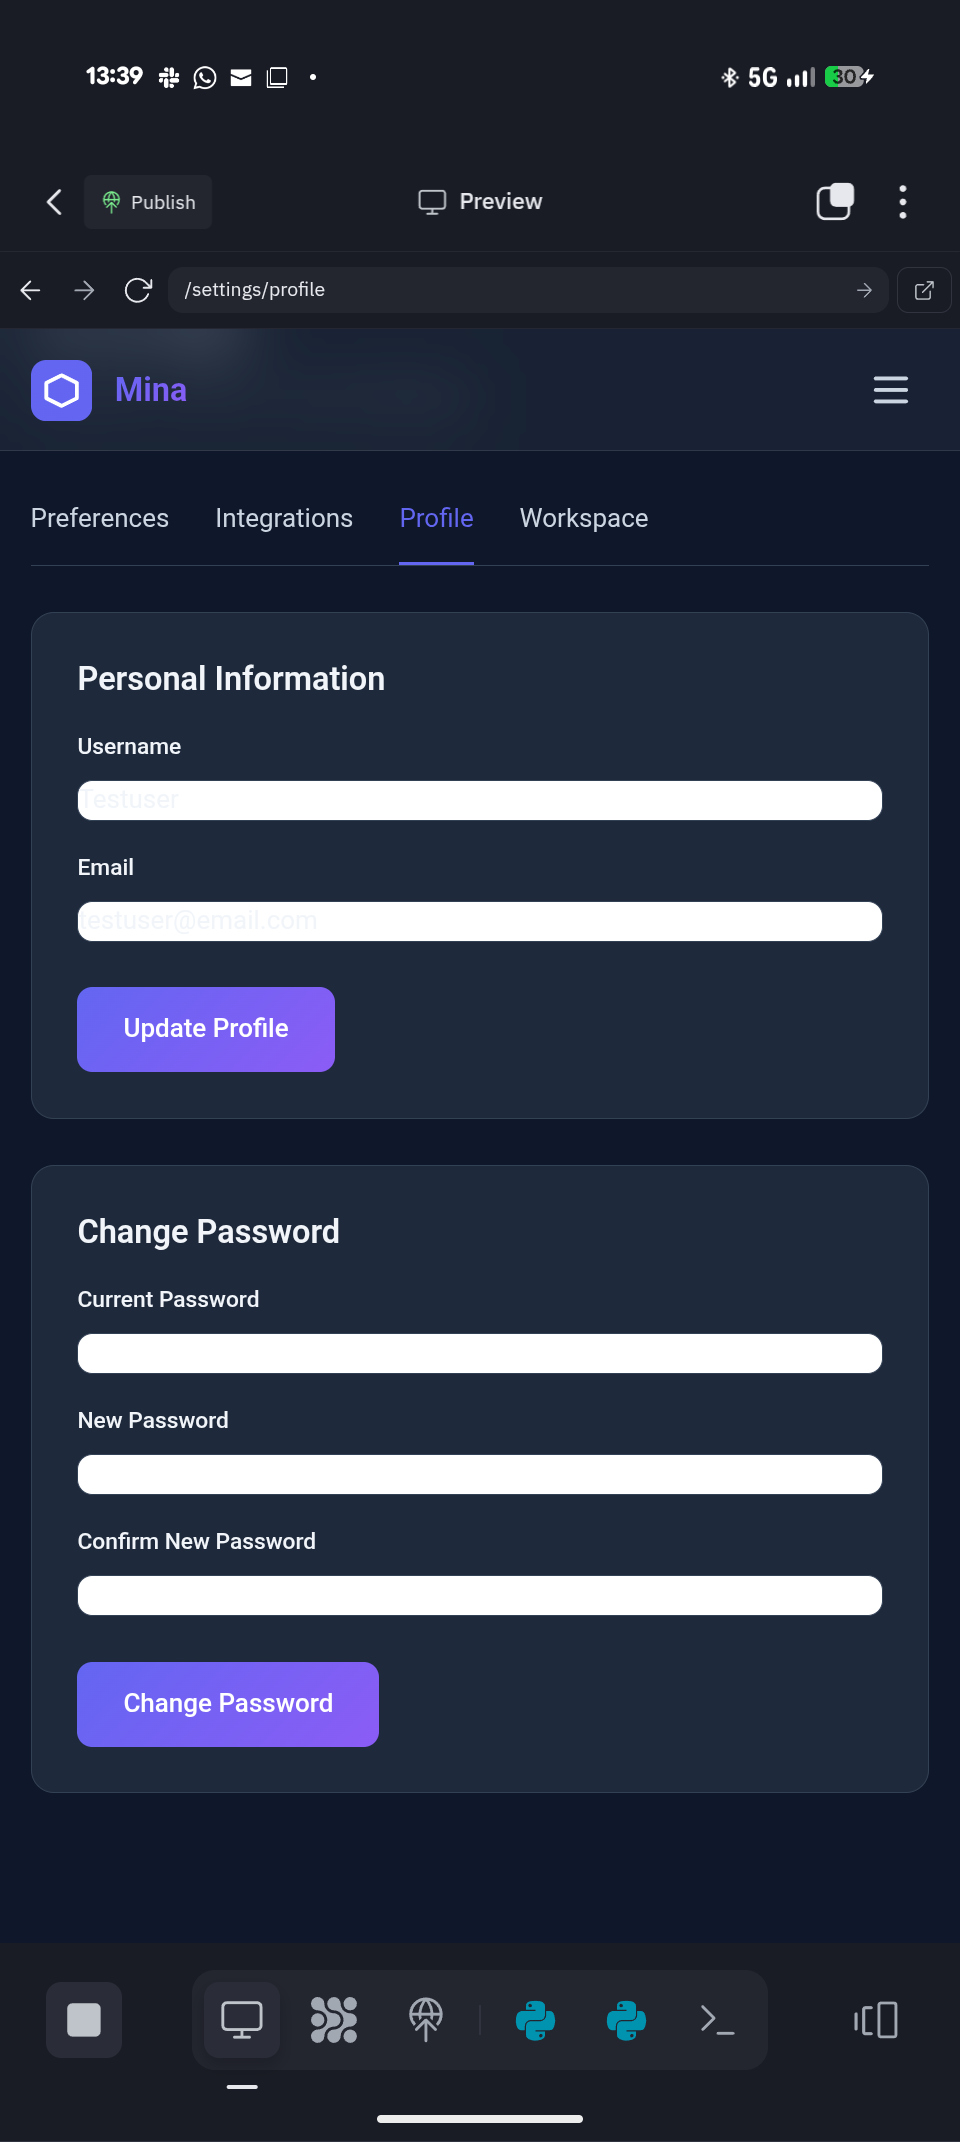 13:39
5G
30
Publish
Preview
/settings/profile
Mina
Preferences Integrations Profile Workspace
Personal Information
Username
Testuser
Email
testuser@email.com
Update Profile
Change Password
Current Password
New Password
Confirm New Password
Change Password